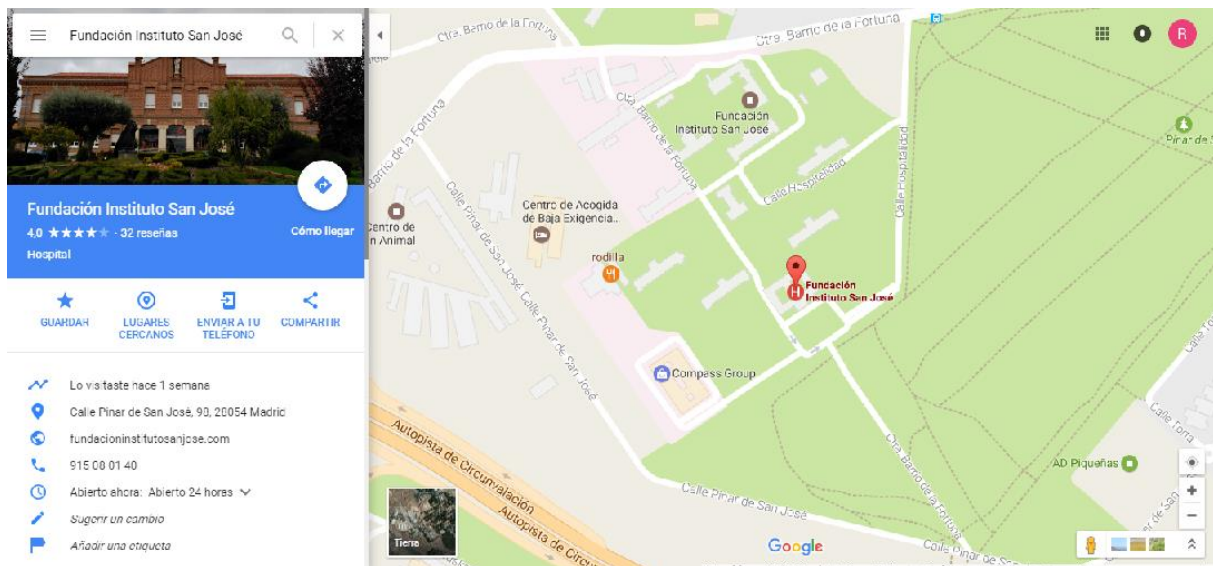 Fundación Instituto San José
Fundación Instituto San José
4,0 ★★★★★ - 32 reseñas
Cómo llegar
Hospital
GUARDAR
LUGARES
CERCANOS
ENVIAR A TU
TELÉFONO
COMPARTIR
Lo visitaste hace 1 semana
Calle Pinar de San José, 98, 28054 Madrid
fundacioninstitutosanjose.com
915 08 01 40
Abierto ahora: Abierto 24 horas
Sugerir un cambio
Añadir una etiqueta
Ctra. Barrio de la Fortuna
Ctra. Barrio de la Fortuna
R
Barrio de la Fortuna
Ctra. Barrio de la Fortuna
Fundación
Instituto San José
Pinar de S
Calle Hospitalidad
Calle Hospitalidad
Centro de
n Animal
Centro de Acogida
de Baja Exigencia...
Calle Pinar de San José
Calle Pinar de San José
rodilla
H
Fundación
Instituto San José
Compass Group
Autopista de Circunvalación
Autopista de Circu
Ctra. Barrio de la Fortuna
AD Piqueñas
Calle Pinar de San José
Tierra
Google
Calle Pinar de San